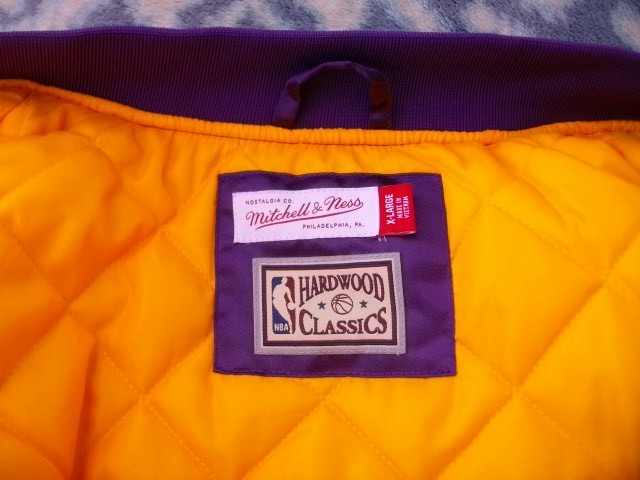 NOSTALGIA CO.
Mitchell & Ness
PHILADELPHIA, PA.
X-LARGE
MADE IN
VIETNAM
HARDWOOD
CLASSICS
NBA